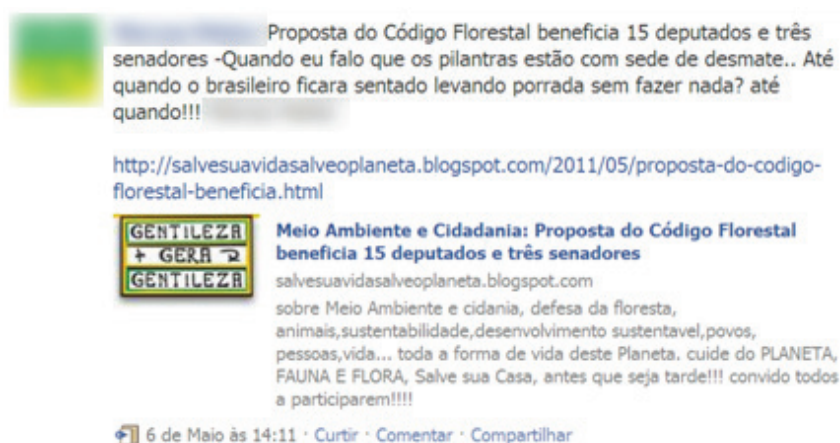 Proposta do Código Florestal beneficia 15 deputados e três
senadores -Quando eu falo que os pilantras estão com sede de desmate.. Até
quando o brasileiro ficara sentado levando porrada sem fazer nada? até
quando!!!
http://salvesuavidasalveoplaneta.blogspot.com/2011/05/proposta-do-codigo-
florestal-beneficia.html
GENTILEZA
GERA
GENTILEZA
Meio Ambiente e Cidadania: Proposta do Código Florestal
beneficia 15 deputados e três senadores
salvesuavidasalveoplaneta.blogspot.com
sobre Meio Ambiente e cidania, defesa da floresta,
animais,sustentabilidade,desenvolvimento sustentavel,povos,
pessoas,vida... toda a forma de vida deste Planeta. cuide do PLANETA,
FAUNA E FLORA, Salve sua Casa, antes que seja tarde!!! convido todos
a participarem!!!!
6 de Maio às 14:11 · Curtir · Comentar · Compartilhar